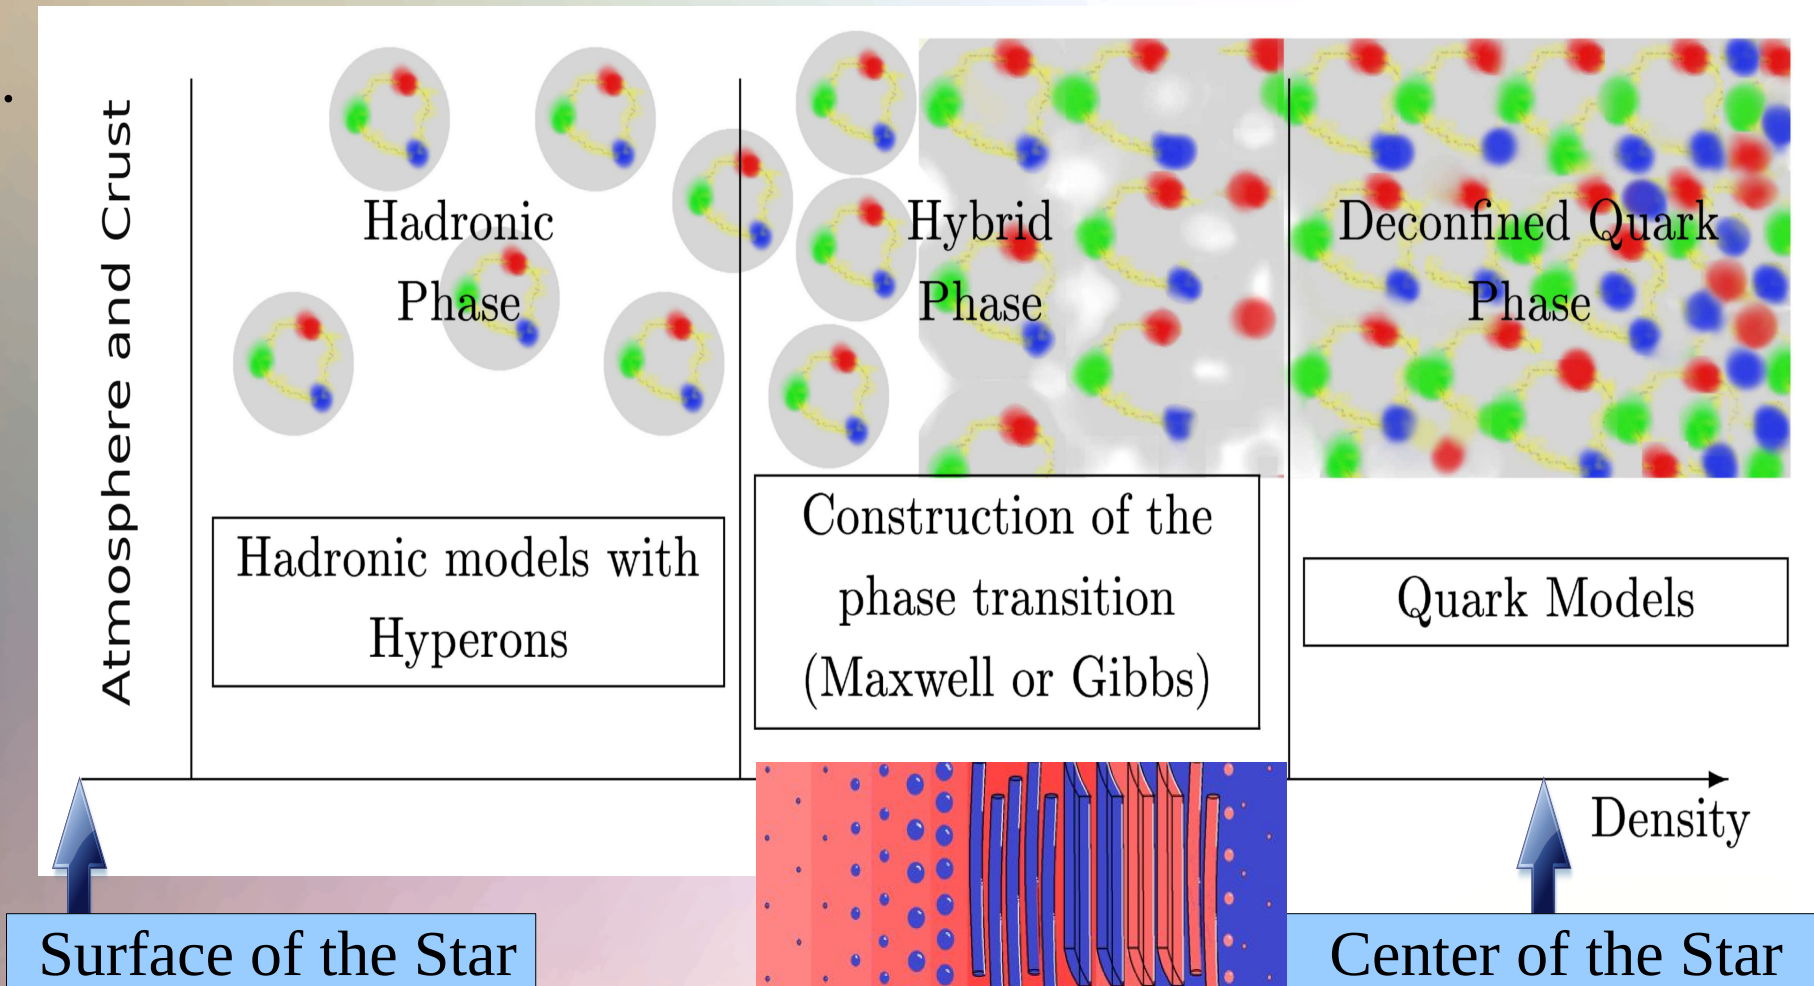 Atmosphere and Crust
Hadronic
Phase
Hybrid
Phase
Deconfined Quark
Phase
Hadronic models with
Hyperons
Construction of the
phase transition
(Maxwell or Gibbs)
Quark Models
Density
Surface of the Star
Center of the Star